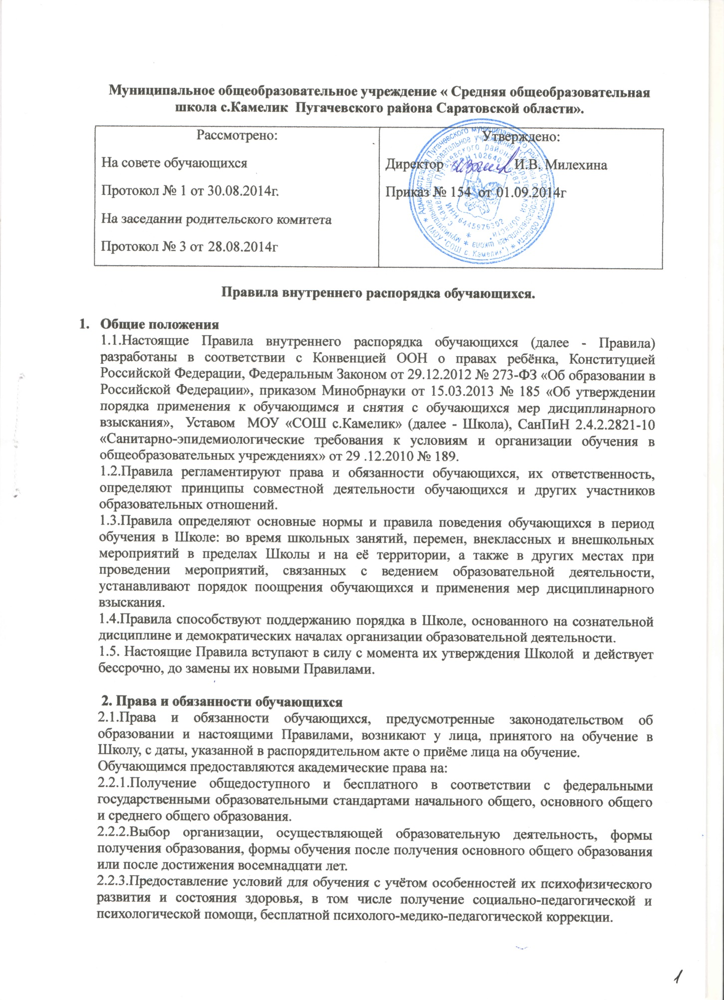 Муниципальное общеобразовательное учреждение « Средняя общеобразовательная
школа с.Камелик Пугачевского района Саратовской области».
Рассмотрено:
На совете обучающихся
Протокол № 1 от 30.08.2014г.
На заседании родительского комитета
Протокол № 3 от 28.08.2014г
Утверждено:
Директор И.В. Милехина
Приказ № 154 от 01.09.2014г
Администрация Пугачевского муниципального района Саратовской области
(МОУ "СОШ с. Камелик")
ИНН 6445976302
Правила внутреннего распорядка обучающихся.
1. Общие положения
1.1.Настоящие Правила внутреннего распорядка обучающихся (далее - Правила)
разработаны в соответствии с Конвенцией ООН о правах ребёнка, Конституцией
Российской Федерации, Федеральным Законом от 29.12.2012 № 273-ФЗ «Об образовании в
Российской Федерации», приказом Минобрнауки от 15.03.2013 № 185 «Об утверждении
порядка применения к обучающимся и снятия с обучающихся мер дисциплинарного
взыскания», Уставом МОУ «СОШ с.Камелик» (далее - Школа), СанПиН 2.4.2.2821-10
«Санитарно-эпидемиологические требования к условиям и организации обучения в
общеобразовательных учреждениях» от 29 .12.2010 № 189.
1.2.Правила регламентируют права и обязанности обучающихся, их ответственность,
определяют принципы совместной деятельности обучающихся и других участников
образовательных отношений.
1.3.Правила определяют основные нормы и правила поведения обучающихся в период
обучения в Школе: во время школьных занятий, перемен, внеклассных и внешкольных
мероприятий в пределах Школы и на её территории, а также в других местах при
проведении мероприятий, связанных с ведением образовательной деятельности,
устанавливают порядок поощрения обучающихся и применения мер дисциплинарного
взыскания.
1.4.Правила способствуют поддержанию порядка в Школе, основанного на сознательной
дисциплине и демократических началах организации образовательной деятельности.
1.5. Настоящие Правила вступают в силу с момента их утверждения Школой и действует
бессрочно, до замены их новыми Правилами.
2. Права и обязанности обучающихся
2.1.Права и обязанности обучающихся, предусмотренные законодательством об
образовании и настоящими Правилами, возникают у лица, принятого на обучение в
Школу, с даты, указанной в распорядительном акте о приёме лица на обучение.
Обучающимся предоставляются академические права на:
2.2.1.Получение общедоступного и бесплатного в соответствии с федеральными
государственными образовательными стандартами начального общего, основного общего
и среднего общего образования.
2.2.2.Выбор организации, осуществляющей образовательную деятельность, формы
получения образования, формы обучения после получения основного общего образования
или после достижения восемнадцати лет.
2.2.3.Предоставление условий для обучения с учётом особенностей их психофизического
развития и состояния здоровья, в том числе получение социально-педагогической и
психологической помощи, бесплатной психолого-медико-педагогической коррекции.
1